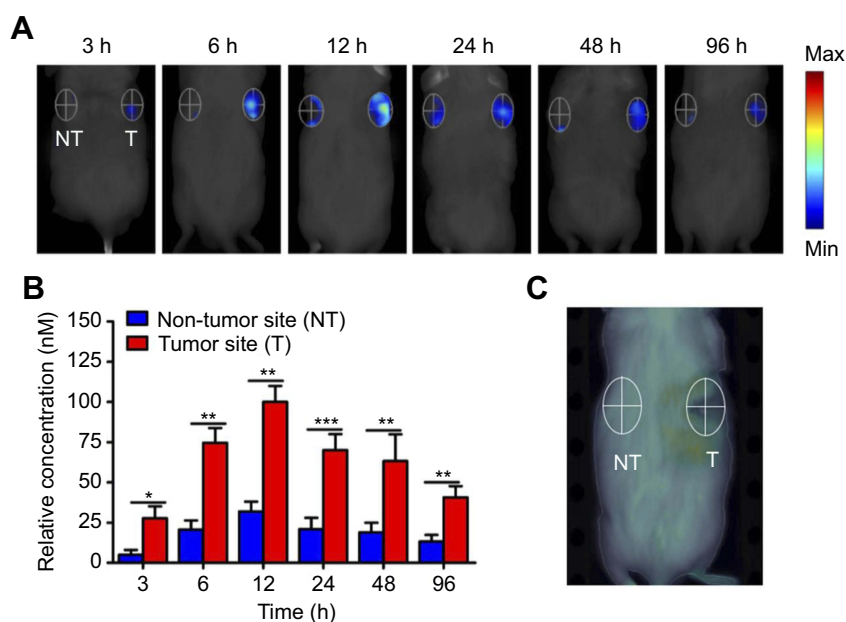 A
3 h 6 h 12 h 24 h 48 h 96 h
NT T
Max
Min
B
Relative concentration (nM)
150
125
100
75
50
25
0
Non-tumor site (NT)
Tumor site (T)
* ** ** *** ** **
3 6 12 24 48 96
Time (h)
C
NT T